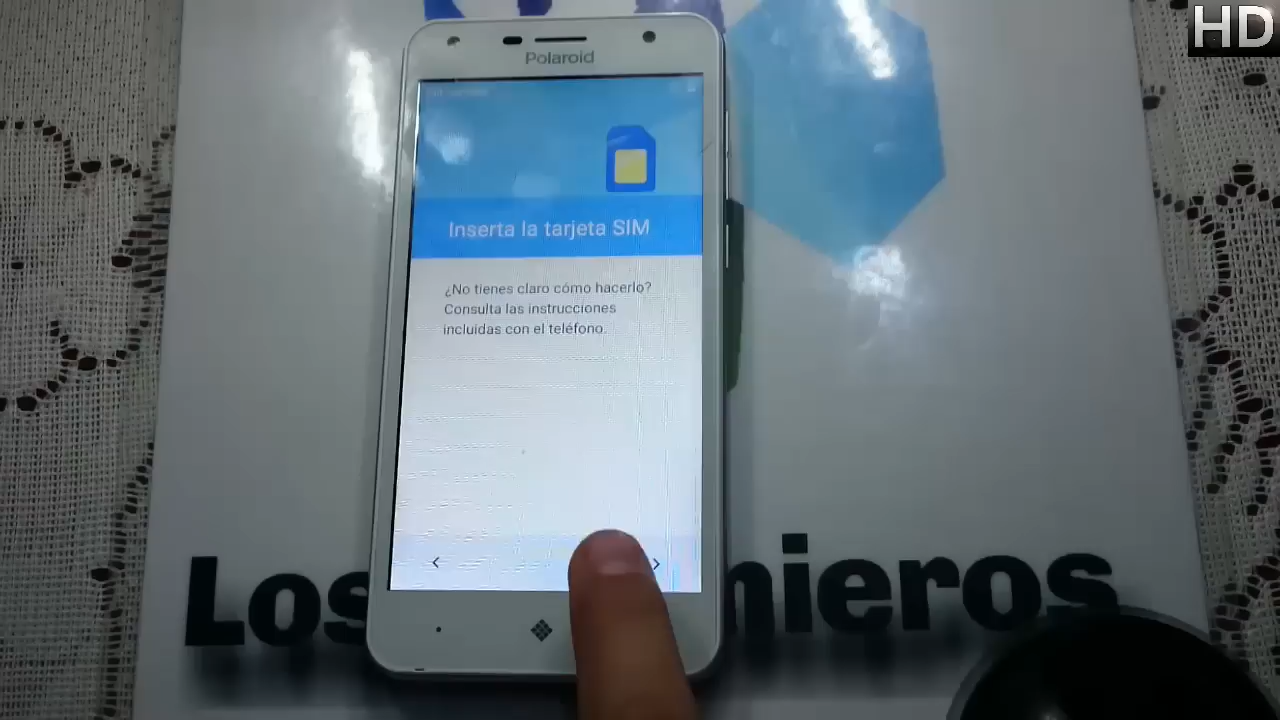 HD
Polaroid
Inserta la tarjeta SIM
¿No tienes claro cómo hacerlo?
Consulta las instrucciones
incluidas con el teléfono.
Los